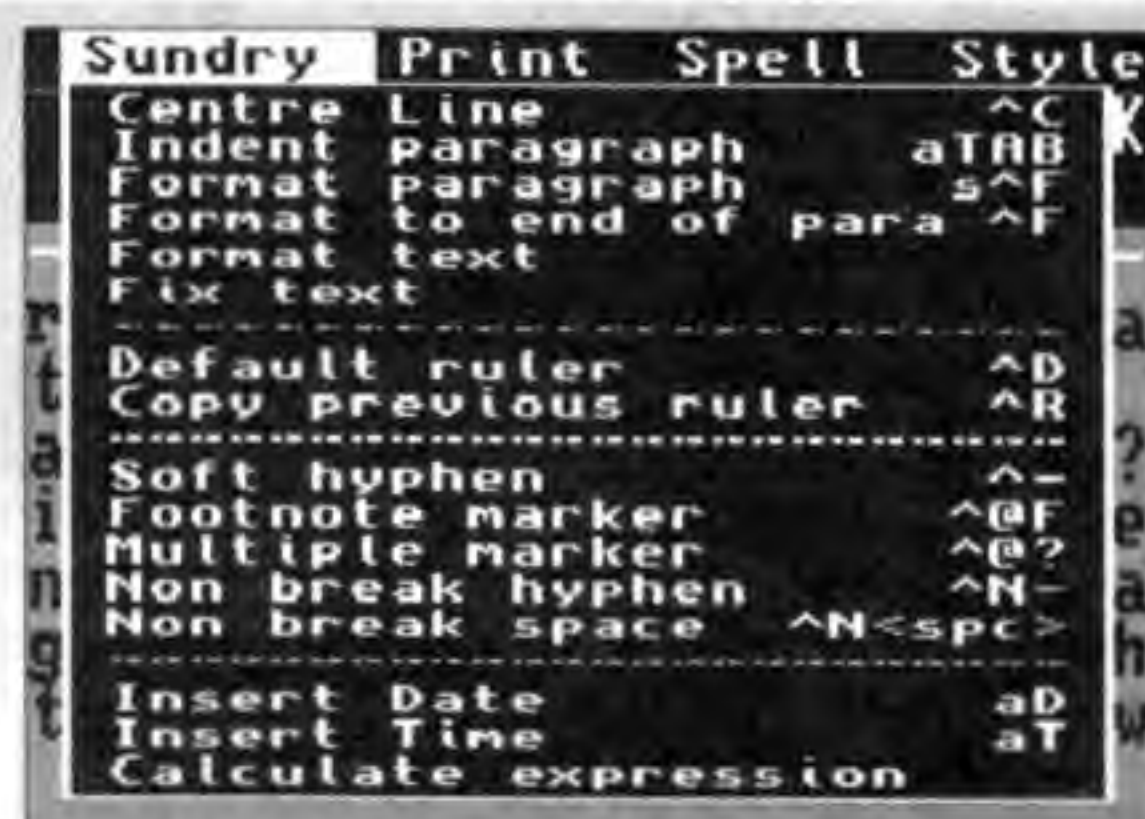 Sundry Print Spell Style
Centre Line ^C
Indent paragraph aTAB
Format paragraph s^F
Format to end of para ^F
Format text
Fix text
Default ruler ^D
Copy previous ruler ^R
Soft hyphen ^-
Footnote marker ^@F
Multiple marker ^@?
Non break hyphen ^N-
Non break space ^N<spc>
Insert Date aD
Insert Time aT
Calculate expression